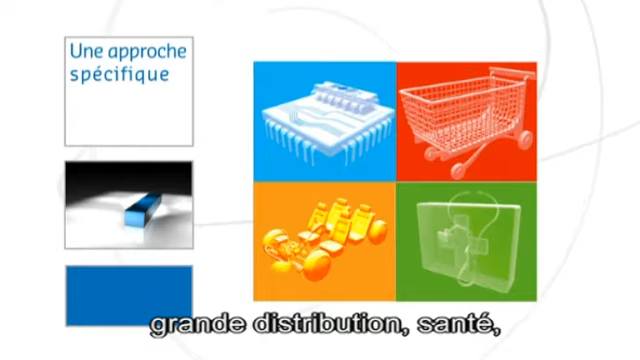 Une approche
spécifique
grande distribution, santé,